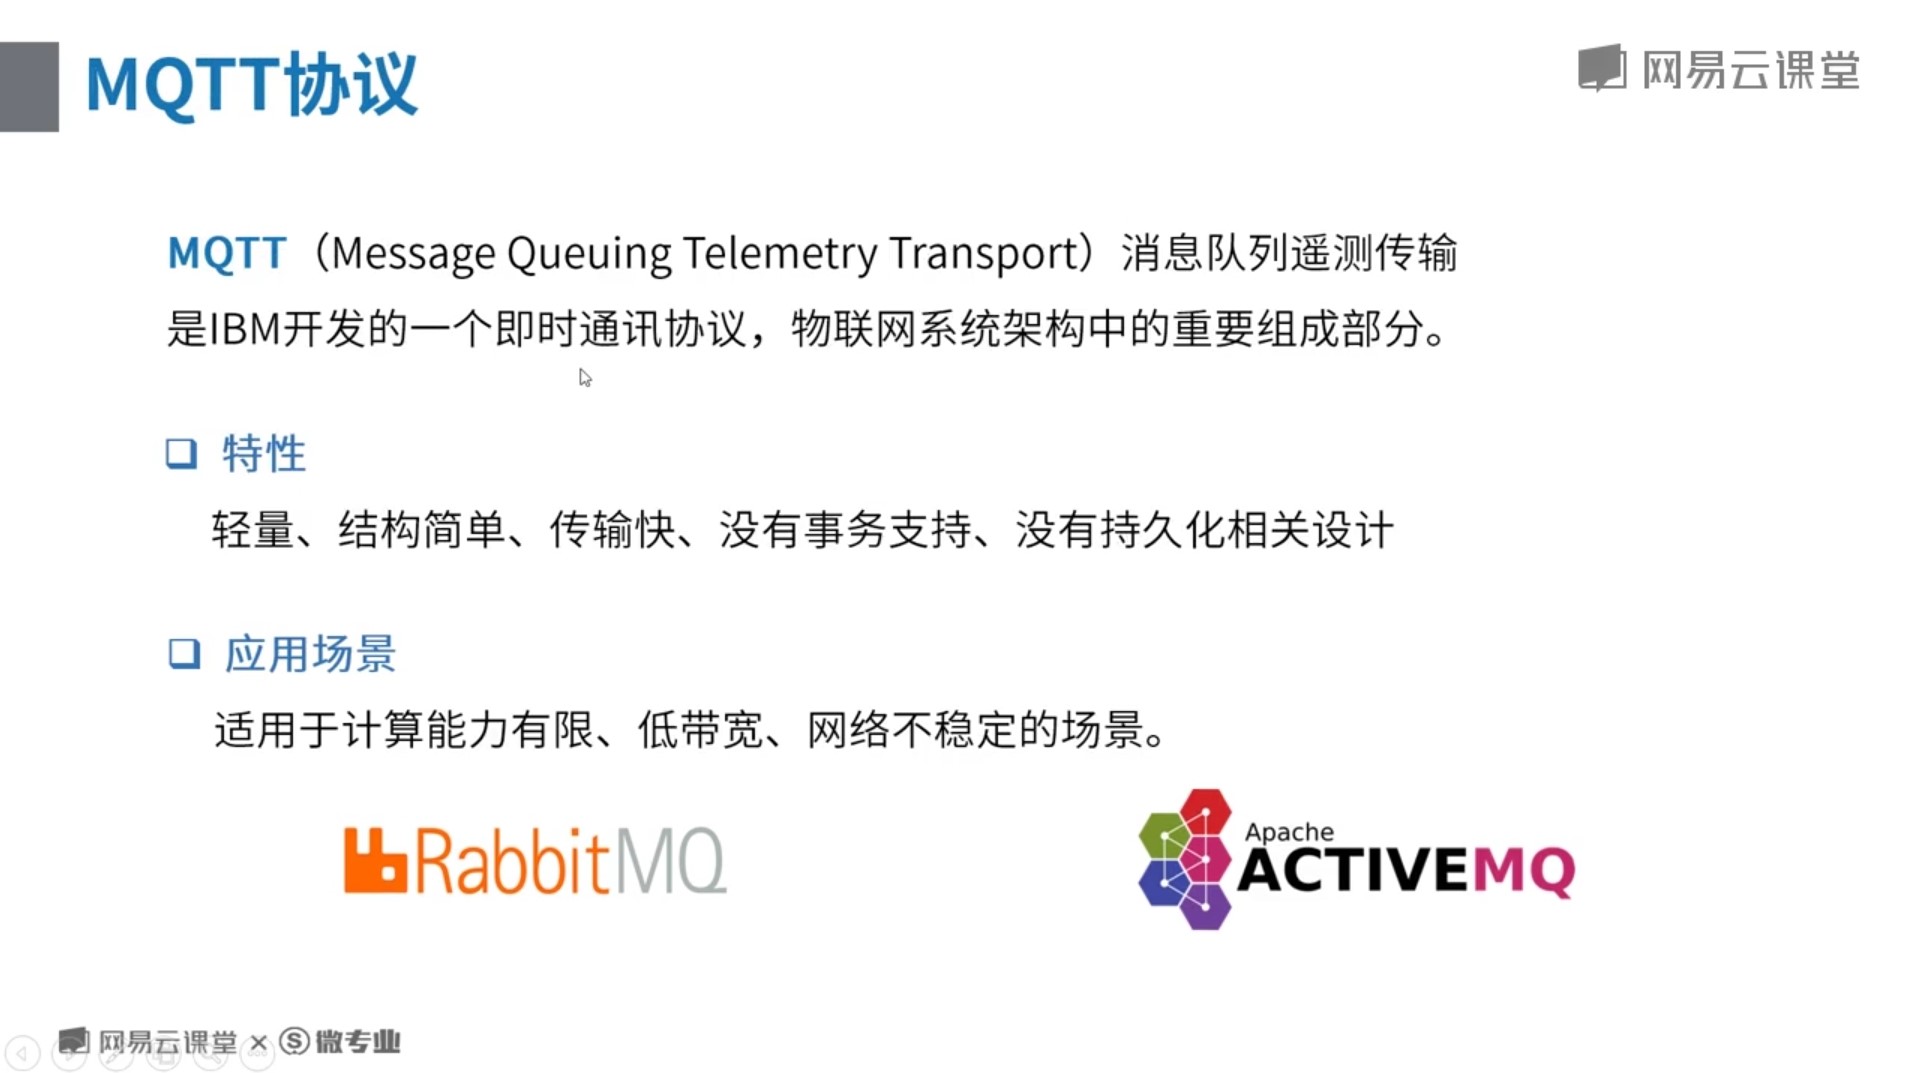 MQTT协议
网易云课堂
MQTT（Message Queuing Telemetry Transport）消息队列遥测传输
是IBM开发的一个即时通讯协议，物联网系统架构中的重要组成部分。
特性
轻量、结构简单、传输快、没有事务支持、没有持久化相关设计
应用场景
适用于计算能力有限、低带宽、网络不稳定的场景。
RabbitMQ
Apache
ACTIVEMQ
网易云课堂 × 微专业